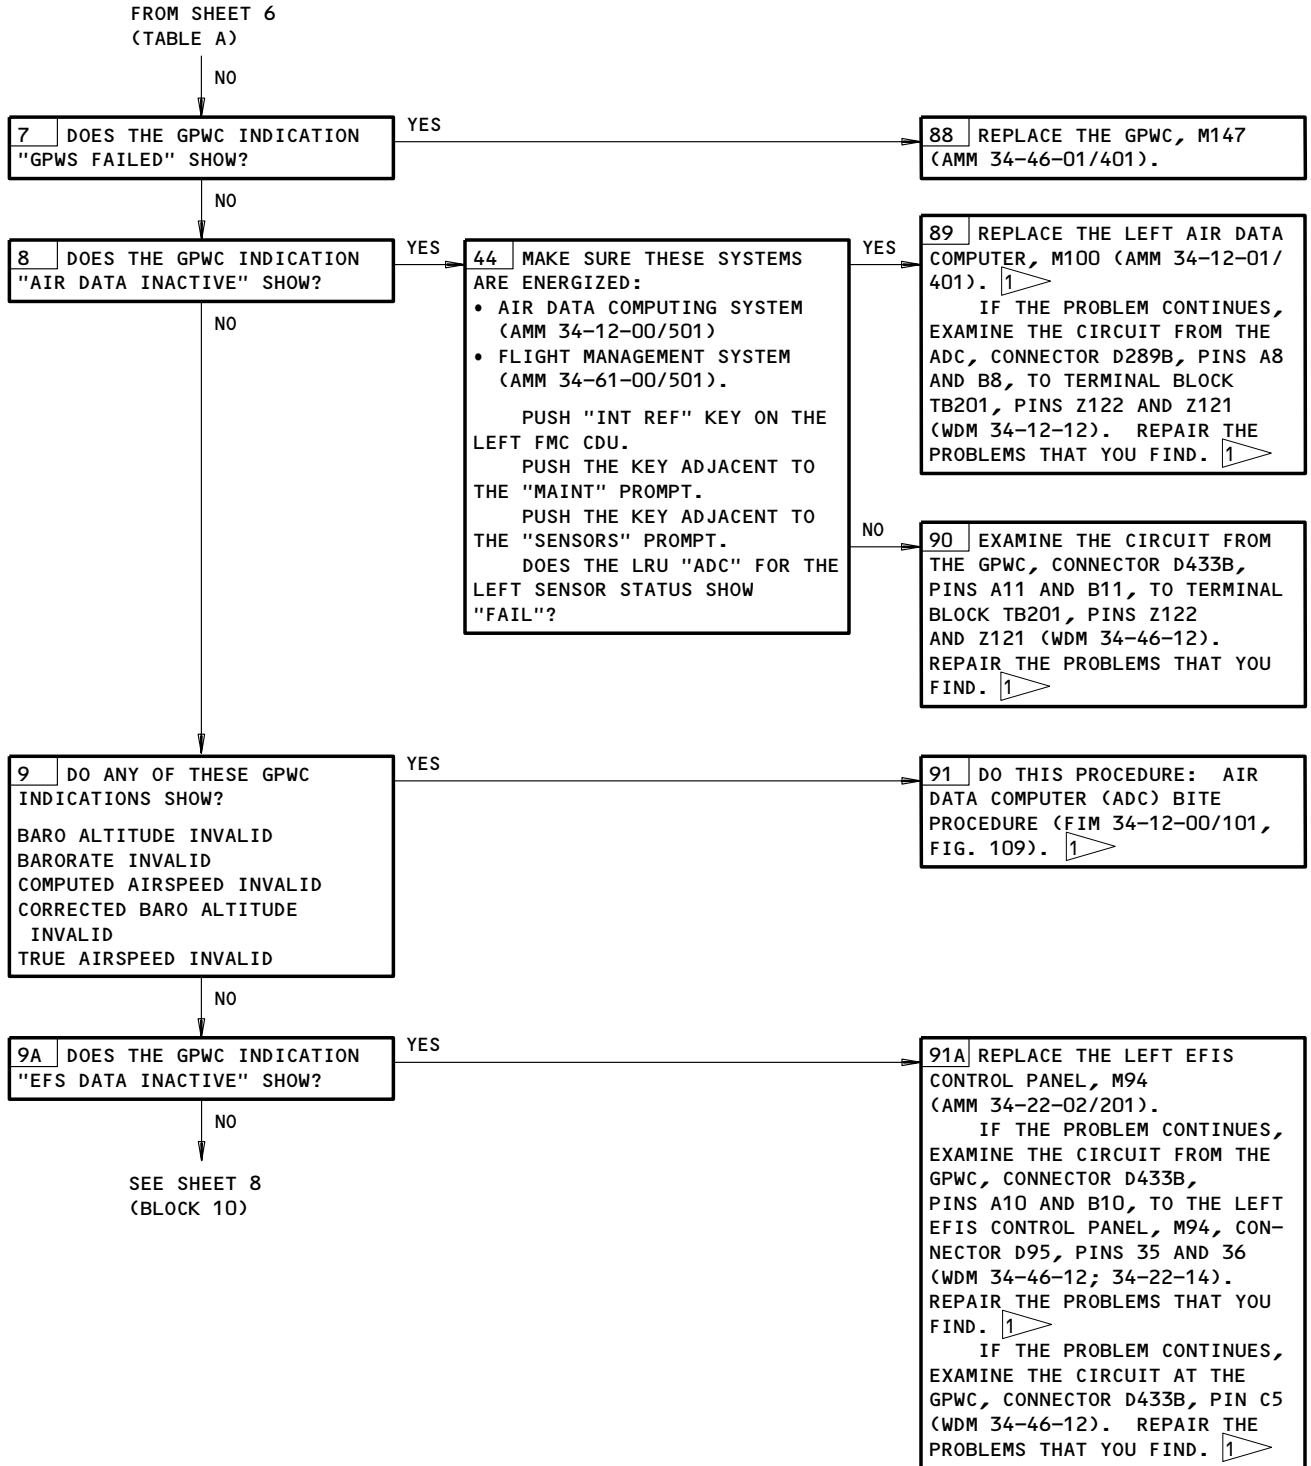 FROM SHEET 6
(TABLE A)
NO
7 DOES THE GPWC INDICATION
"GPWS FAILED" SHOW?
YES
88 REPLACE THE GPWC, M147
(AMM 34-46-01/401).
NO
8 DOES THE GPWC INDICATION
"AIR DATA INACTIVE" SHOW?
YES
44 MAKE SURE THESE SYSTEMS
ARE ENERGIZED:
• AIR DATA COMPUTING SYSTEM
(AMM 34-12-00/501)
• FLIGHT MANAGEMENT SYSTEM
(AMM 34-61-00/501).
PUSH "INT REF" KEY ON THE
LEFT FMC CDU.
PUSH THE KEY ADJACENT TO
THE "MAINT" PROMPT.
PUSH THE KEY ADJACENT TO
THE "SENSORS" PROMPT.
DOES THE LRU "ADC" FOR THE
LEFT SENSOR STATUS SHOW
"FAIL"?
YES
89 REPLACE THE LEFT AIR DATA
COMPUTER, M100 (AMM 34-12-01/
401). 1
IF THE PROBLEM CONTINUES,
EXAMINE THE CIRCUIT FROM THE
ADC, CONNECTOR D289B, PINS A8
AND B8, TO TERMINAL BLOCK
TB201, PINS Z122 AND Z121
(WDM 34-12-12). REPAIR THE
PROBLEMS THAT YOU FIND. 1
NO
90 EXAMINE THE CIRCUIT FROM
THE GPWC, CONNECTOR D433B,
PINS A11 AND B11, TO TERMINAL
BLOCK TB201, PINS Z122
AND Z121 (WDM 34-46-12).
REPAIR THE PROBLEMS THAT YOU
FIND. 1
NO
9 DO ANY OF THESE GPWC
INDICATIONS SHOW?
BARO ALTITUDE INVALID
BARORATE INVALID
COMPUTED AIRSPEED INVALID
CORRECTED BARO ALTITUDE
INVALID
TRUE AIRSPEED INVALID
YES
91 DO THIS PROCEDURE: AIR
DATA COMPUTER (ADC) BITE
PROCEDURE (FIM 34-12-00/101,
FIG. 109). 1
NO
9A DOES THE GPWC INDICATION
"EFS DATA INACTIVE" SHOW?
YES
91A REPLACE THE LEFT EFIS
CONTROL PANEL, M94
(AMM 34-22-02/201).
IF THE PROBLEM CONTINUES,
EXAMINE THE CIRCUIT FROM THE
GPWC, CONNECTOR D433B,
PINS A10 AND B10, TO THE LEFT
EFIS CONTROL PANEL, M94, CON-
NECTOR D95, PINS 35 AND 36
(WDM 34-46-12; 34-22-14).
REPAIR THE PROBLEMS THAT YOU
FIND. 1
IF THE PROBLEM CONTINUES,
EXAMINE THE CIRCUIT AT THE
GPWC, CONNECTOR D433B, PIN C5
(WDM 34-46-12). REPAIR THE
PROBLEMS THAT YOU FIND. 1
NO
SEE SHEET 8
(BLOCK 10)